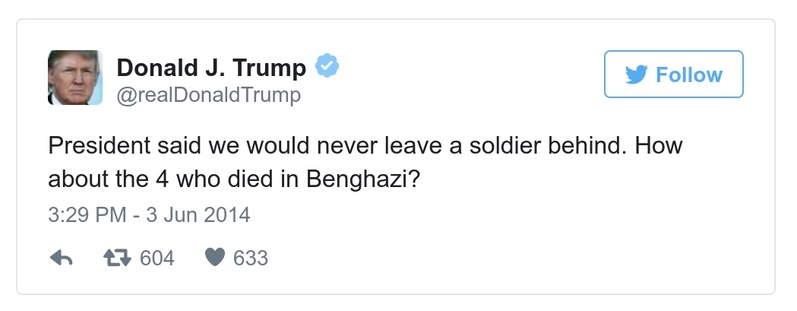 Donald J. Trump
Follow
@realDonaldTrump
President said we would never leave a soldier behind. How
about the 4 who died in Benghazi?
3:29 PM - 3 Jun 2014
604 633